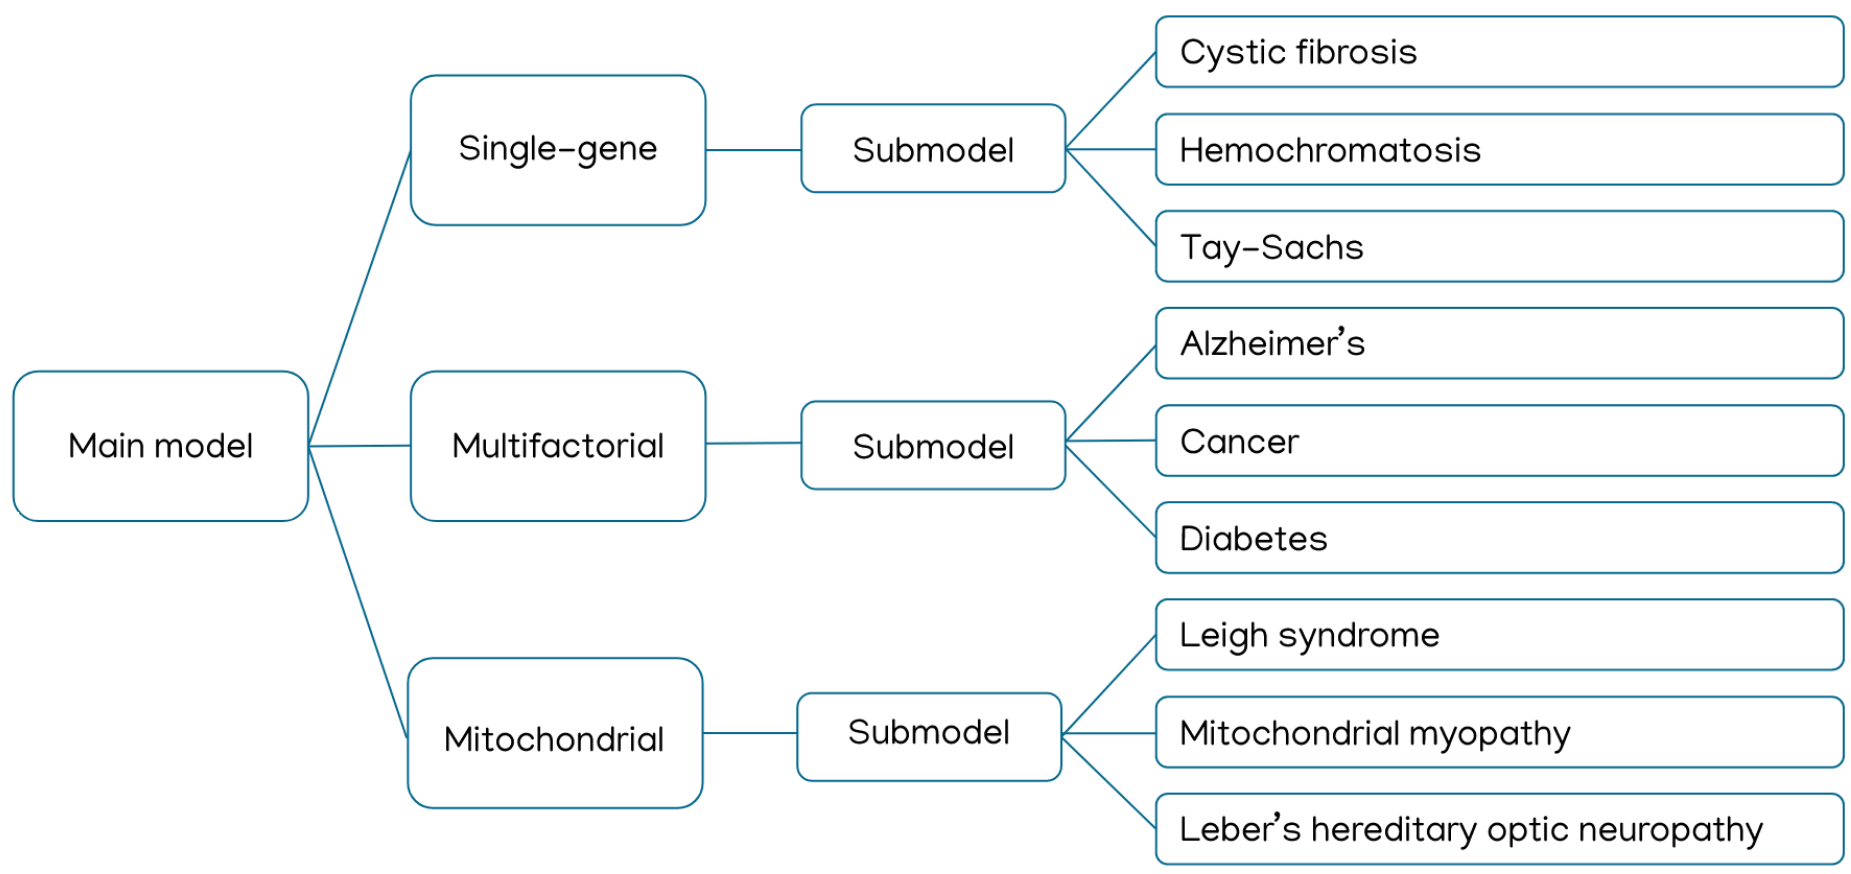 Main model
Single-gene
Submodel
Cystic fibrosis
Hemochromatosis
Tay-Sachs
Multifactorial
Submodel
Alzheimer's
Cancer
Diabetes
Mitochondrial
Submodel
Leigh syndrome
Mitochondrial myopathy
Leber's hereditary optic neuropathy